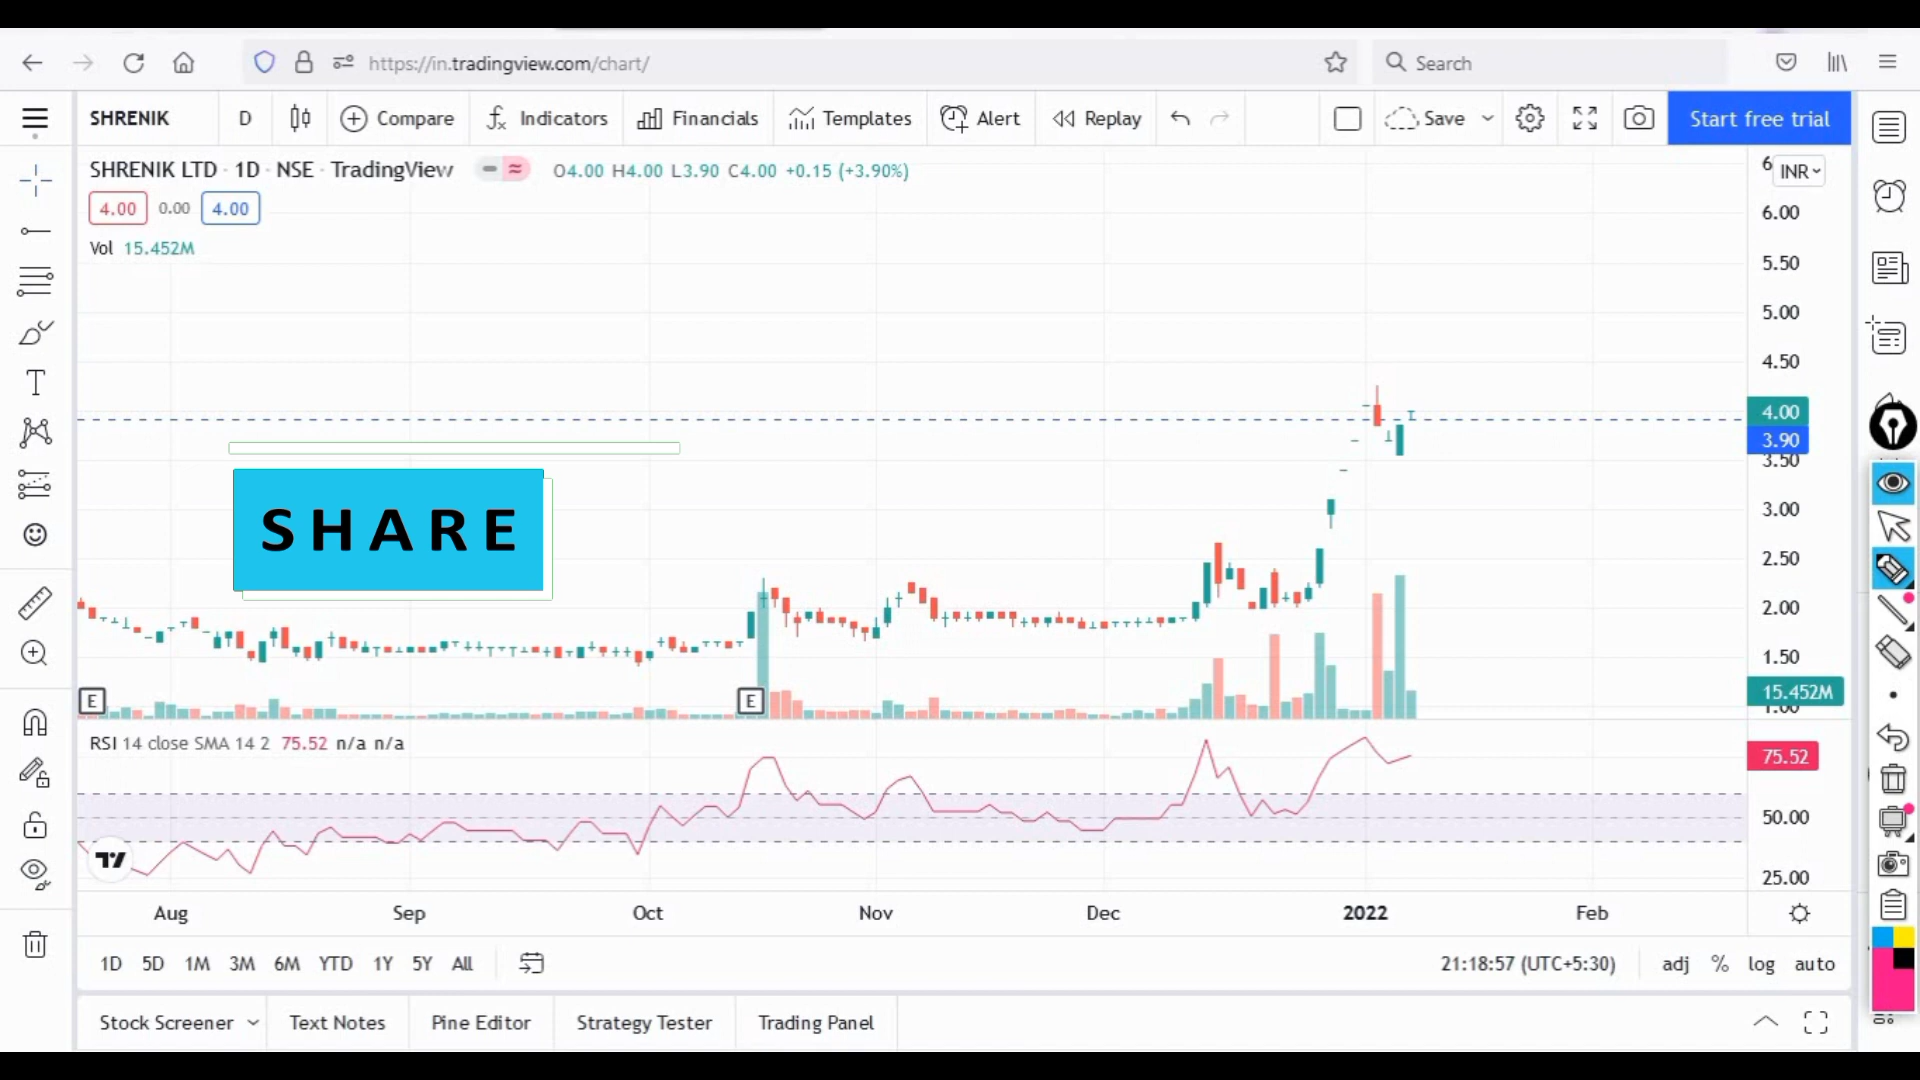 https://in.tradingview.com/chart/
Search
SHRENIK
D
Compare
Indicators
Financials
Templates
Alert
Replay
Save
Start free trial
SHRENIK LTD · 1D · NSE · TradingView
O4.00 H4.00 L3.90 C4.00 +0.15 (+3.90%)
INR
4.00 0.00 4.00
Vol 15.452M
6.00
5.50
5.00
4.50
4.00
3.90
3.50
3.00
2.50
2.00
1.50
15.452M
1.00
SHARE
E
E
RSI 14 close SMA 14 2 75.52 n/a n/a
75.52
50.00
25.00
Aug Sep Oct Nov Dec 2022 Feb
1D 5D 1M 3M 6M YTD 1Y 5Y All
21:18:57 (UTC+5:30) adj % log auto
Stock Screener Text Notes Pine Editor Strategy Tester Trading Panel